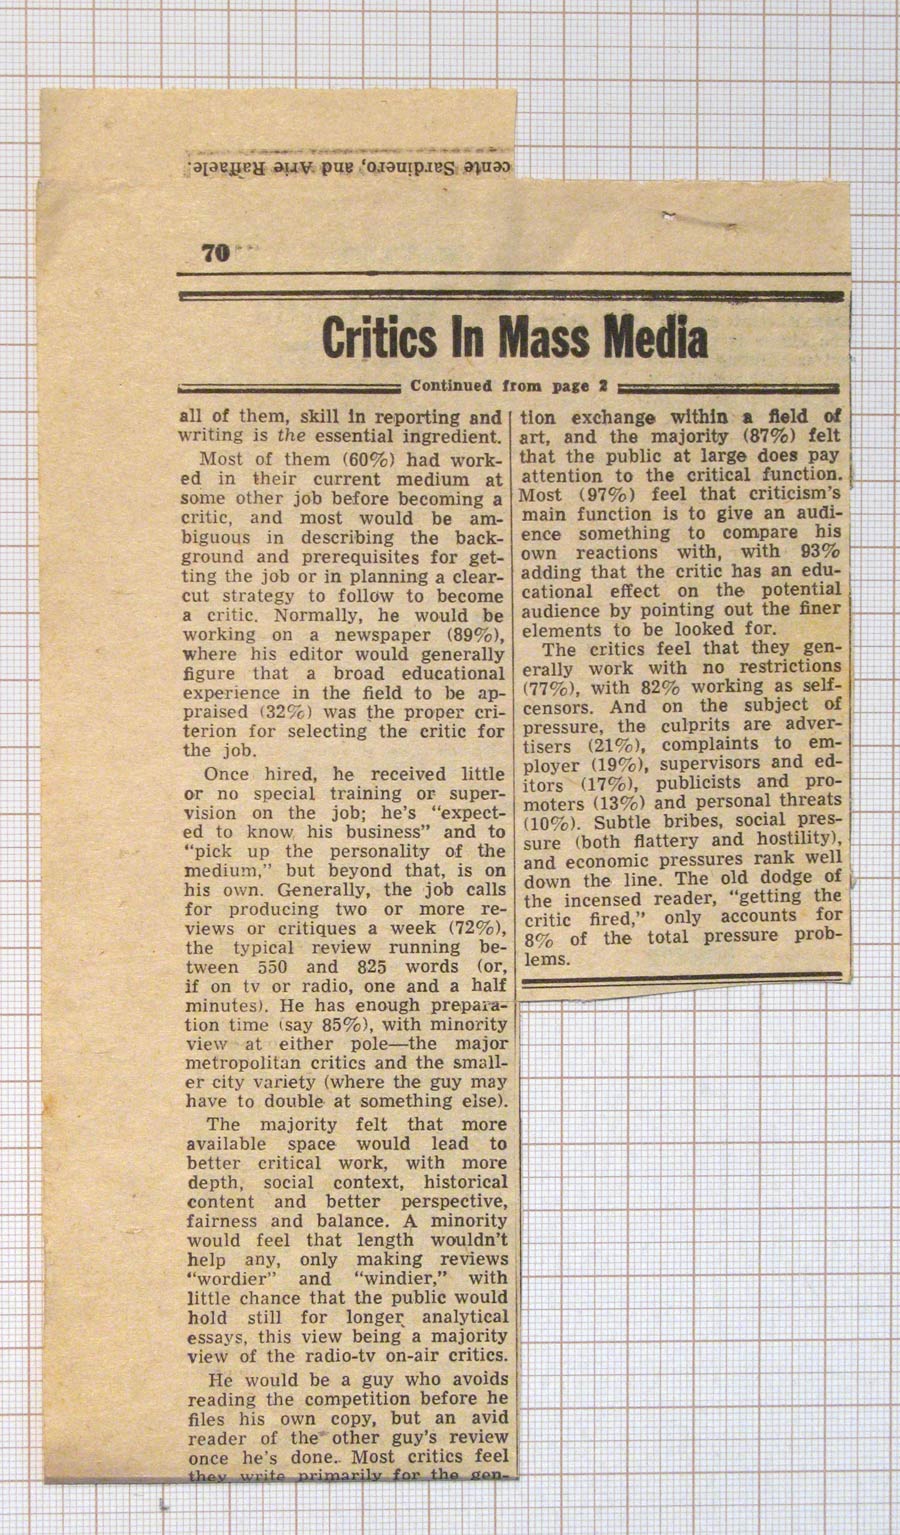 cente Sardinero, and Arie Raffaele.
70
Critics In Mass Media
Continued from page 2
all of them, skill in reporting and
writing is the essential ingredient.
Most of them (60%) had work-
ed in their current medium at
some other job before becoming a
critic, and most would be am-
biguous in describing the back-
ground and prerequisites for get-
ting the job or in planning a clear-
cut strategy to follow to become
a critic. Normally, he would be
working on a newspaper (89%),
where his editor would generally
figure that a broad educational
experience in the field to be ap-
praised (32%) was the proper cri-
terion for selecting the critic for
the job.
Once hired, he received little
or no special training or super-
vision on the job; he's "expect-
ed to know his business" and to
"pick up the personality of the
medium," but beyond that, is on
his own. Generally, the job calls
for producing two or more re-
views or critiques a week (72%),
the typical review running be-
tween 550 and 825 words (or,
if on tv or radio, one and a half
minutes). He has enough prepara-
tion time (say 85%), with minority
view at either pole—the major
metropolitan critics and the small-
er city variety (where the guy may
have to double at something else).
The majority felt that more
available space would lead to
better critical work, with more
depth, social context, historical
content and better perspective,
fairness and balance. A minority
would feel that length wouldn't
help any, only making reviews
"wordier" and "windier," with
little chance that the public would
hold still for longer analytical
essays, this view being a majority
view of the radio-tv on-air critics.
He would be a guy who avoids
reading the competition before he
files his own copy, but an avid
reader of the other guy's review
once he's done. Most critics feel
they write primarily for the gen-
tion exchange within a field of
art, and the majority (87%) felt
that the public at large does pay
attention to the critical function.
Most (97%) feel that criticism's
main function is to give an audi-
ence something to compare his
own reactions with, with 93%
adding that the critic has an edu-
cational effect on the potential
audience by pointing out the finer
elements to be looked for.
The critics feel that they gen-
erally work with no restrictions
(77%), with 82% working as self-
censors. And on the subject of
pressure, the culprits are adver-
tisers (21%), complaints to em-
ployer (19%), supervisors and ed-
itors (17%), publicists and pro-
moters (13%) and personal threats
(10%). Subtle bribes, social pres-
sure (both flattery and hostility),
and economic pressures rank well
down the line. The old dodge of
the incensed reader, "getting the
critic fired," only accounts for
8% of the total pressure prob-
lems.